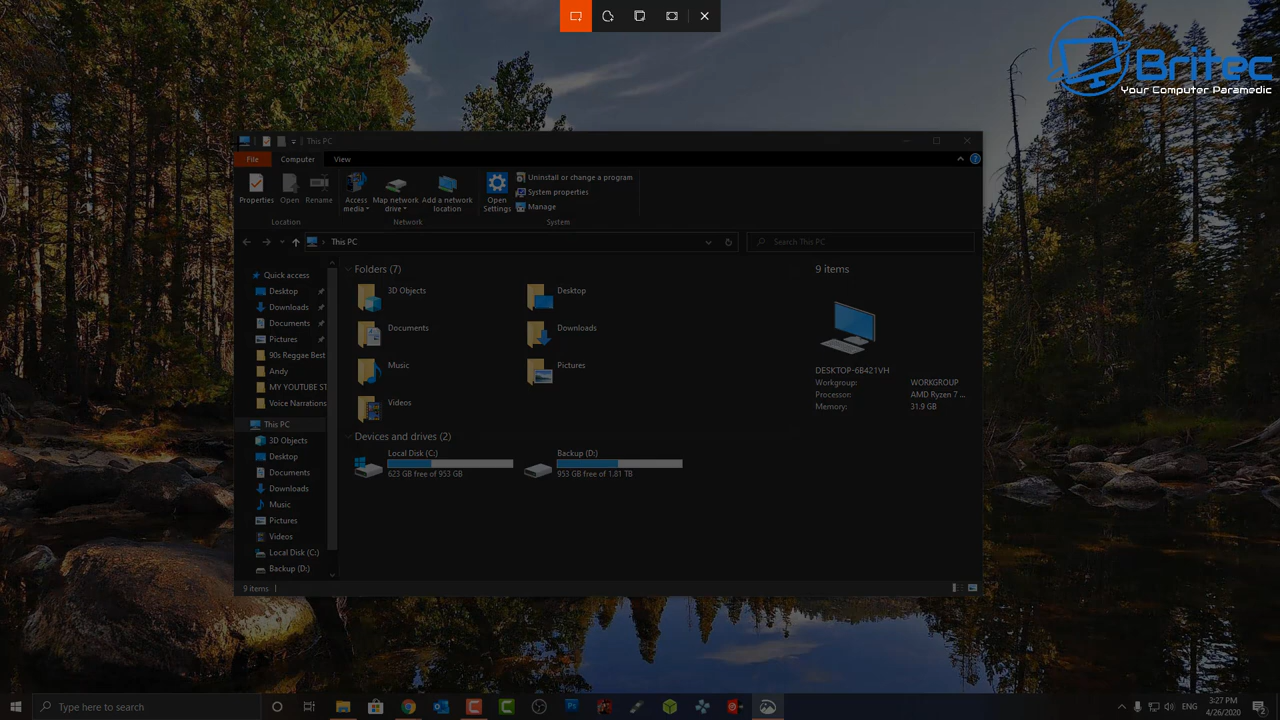 Britec
Your Computer Paramedic
This PC
File
Computer
View
Properties
Open
Rename
Access media
Map network drive
Add a network location
Open Settings
Uninstall or change a program
System properties
Manage
Location
Network
System
This PC
Search This PC
Quick access
Desktop
Downloads
Documents
Pictures
90s Reggae Best
Andy
MY YOUTUBE ST
Voice Narrations
This PC
3D Objects
Desktop
Documents
Downloads
Music
Pictures
Videos
Local Disk (C:)
Backup (D:)
Folders (7)
3D Objects
Desktop
Documents
Downloads
Music
Pictures
Videos
Devices and drives (2)
Local Disk (C:)
623 GB free of 953 GB
Backup (D:)
953 GB free of 1.81 TB
9 items
DESKTOP-6B421VH
Workgroup: WORKGROUP
Processor: AMD Ryzen 7 ...
Memory: 31.9 GB
9 items
Type here to search
ENG
3:27 PM
4/26/2020
2